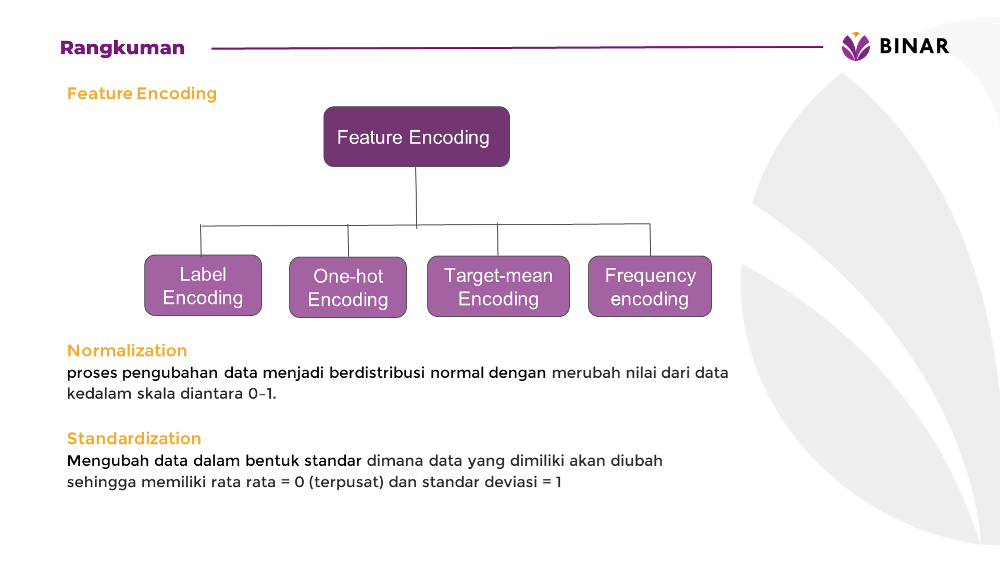 Rangkuman
BINAR
Feature Encoding
Feature Encoding
Label
Encoding
One-hot
Encoding
Target-mean
Encoding
Frequency
encoding
Normalization
proses pengubahan data menjadi berdistribusi normal dengan merubah nilai dari data
kedalam skala diantara 0–1.
Standardization
Mengubah data dalam bentuk standar dimana data yang dimiliki akan diubah
sehingga memiliki rata rata = 0 (terpusat) dan standar deviasi = 1